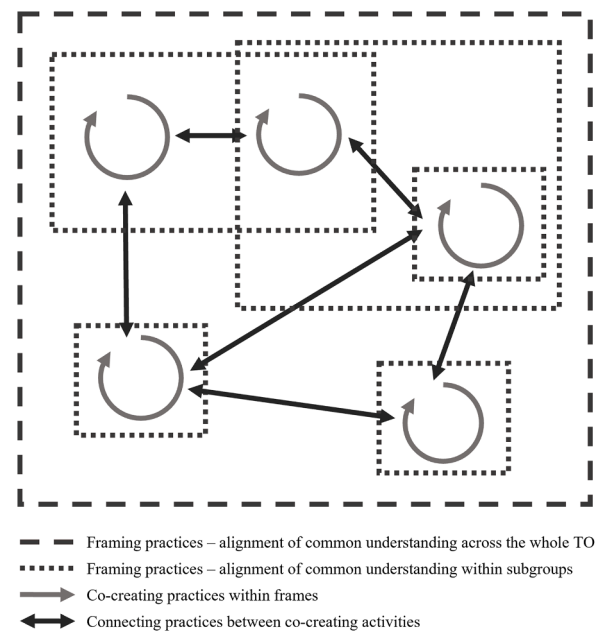 Framing practices – alignment of common understanding across the whole TO
Framing practices – alignment of common understanding within subgroups
Co-creating practices within frames
Connecting practices between co-creating activities